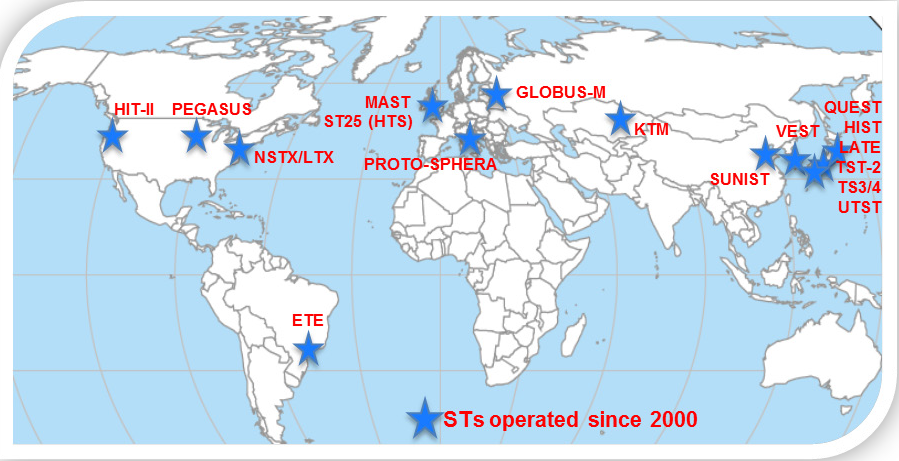 HIT-II
PEGASUS
NSTX/LTX
MAST
ST25 (HTS)
PROTO-SPHERA
GLOBUS-M
KTM
SUNIST
VEST
QUEST
HIST
LATE
TST-2
TS3/4
UTST
ETE
STs operated since 2000